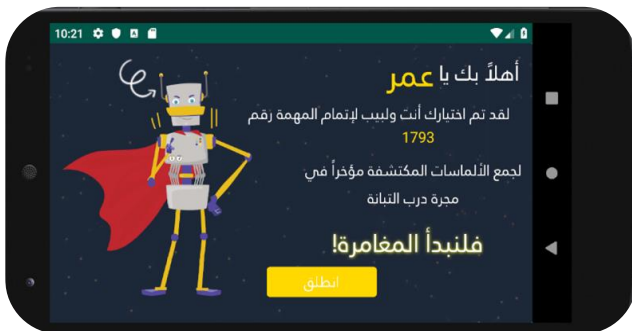 10:21
أهلاً بك يا عمر
لقد تم اختيارك أنت ولبيب لإتمام المهمة رقم
1793
لجمع الألماسات المكتشفة مؤخراً في
مجرة درب التبانة
فلنبدأ المغامرة!
انطلق